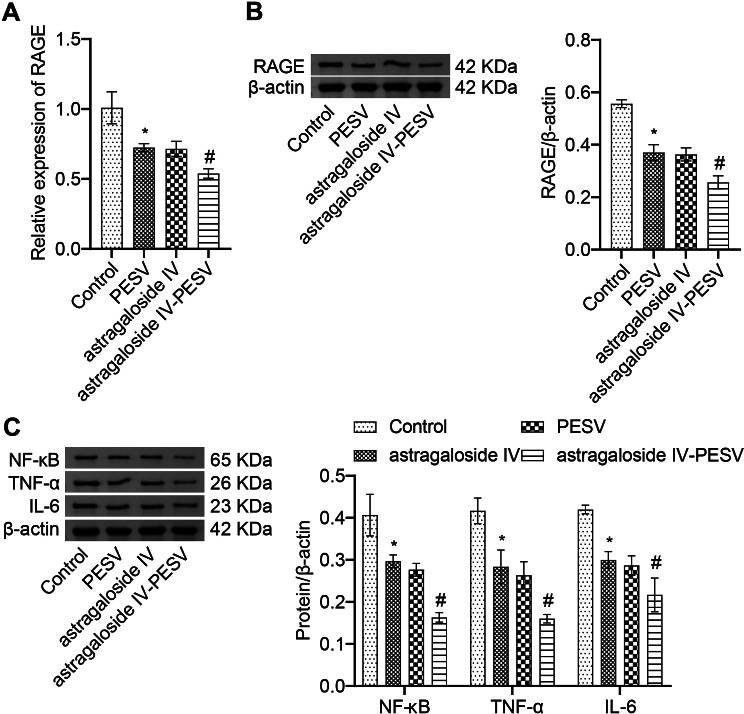 A
Relative expression of RAGE
1.5
1.0
0.5
0.0
*
#
Control
PESV
astragaloside IV
astragaloside IV-PESV
B
RAGE 42 KDa
β-actin 42 KDa
Control
PESV
astragaloside IV
astragaloside IV-PESV
RAGE/β-actin
0.8
0.6
0.4
0.2
0.0
*
#
Control
PESV
astragaloside IV
astragaloside IV-PESV
C
NF-κB 65 KDa
TNF-α 26 KDa
IL-6 23 KDa
β-actin 42 KDa
Control
PESV
astragaloside IV
astragaloside IV-PESV
Control PESV
astragaloside IV astragaloside IV-PESV
Protein/β-actin
0.5
0.4
0.3
0.2
0.1
0.0
* # * # * #
NF-κB TNF-α IL-6